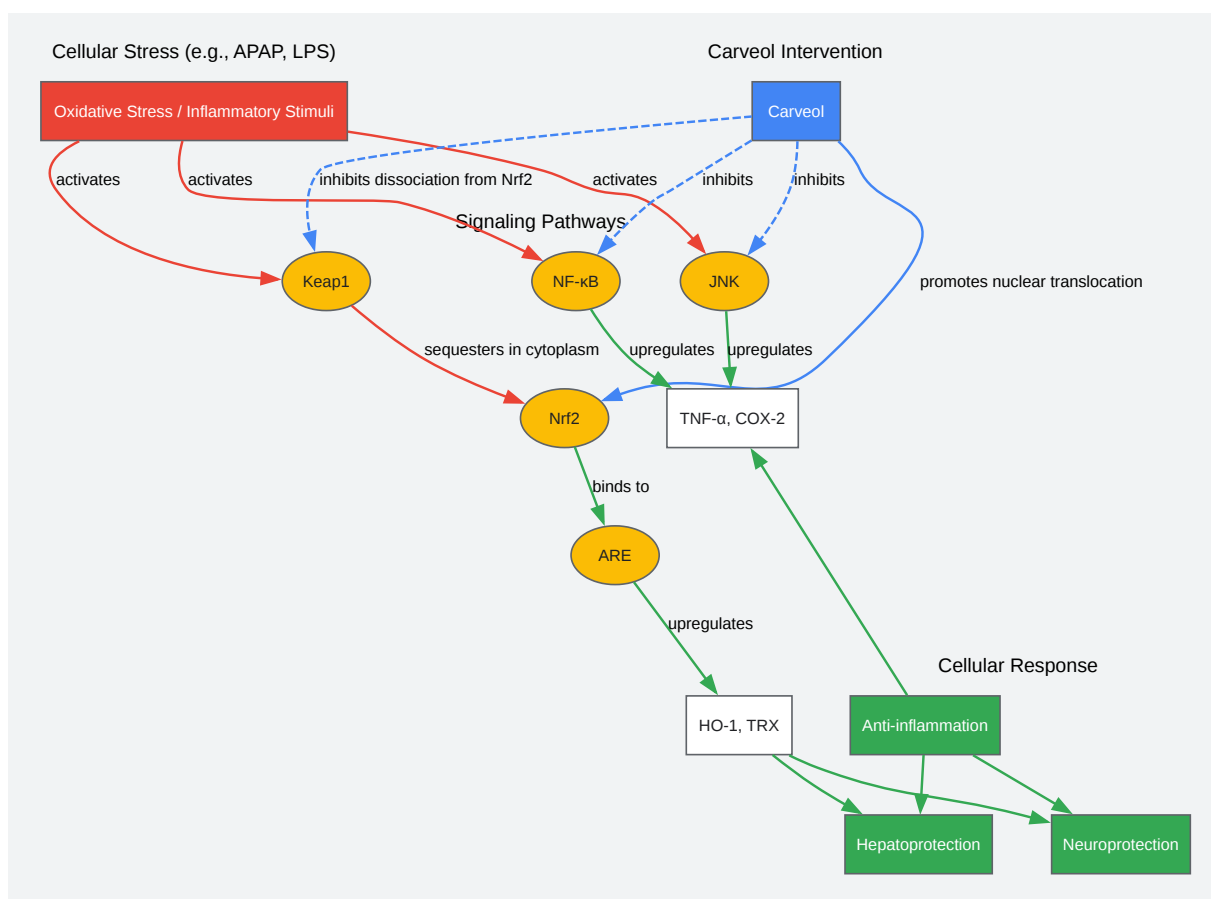 Cellular Stress (e.g., APAP, LPS)
Carveol Intervention
Oxidative Stress / Inflammatory Stimuli
Carveol
activates
activates
inhibits dissociation from Nrf2
activates
inhibits
inhibits
Signaling Pathways
Keap1
NF-κB
JNK
promotes nuclear translocation
sequesters in cytoplasm
upregulates
upregulates
Nrf2
TNF-α, COX-2
binds to
ARE
upregulates
Cellular Response
HO-1, TRX
Anti-inflammation
Hepatoprotection
Neuroprotection